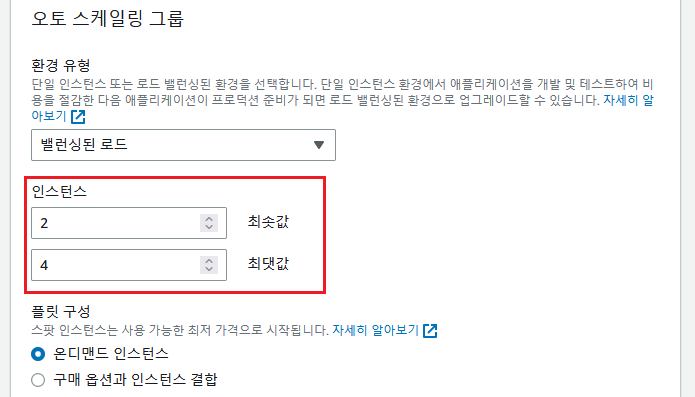 오토 스케일링 그룹
환경 유형
단일 인스턴스 또는 로드 밸런싱된 환경을 선택합니다. 단일 인스턴스 환경에서 애플리케이션을 개발 및 테스트하여 비
용을 절감한 다음 애플리케이션이 프로덕션 준비가 되면 로드 밸런싱된 환경으로 업그레이드할 수 있습니다. 자세히 알
아보기
밸런싱된 로드
인스턴스
2 최솟값
4 최댓값
플릿 구성
스팟 인스턴스는 사용 가능한 최저 가격으로 시작됩니다. 자세히 알아보기
온디맨드 인스턴스
구매 옵션과 인스턴스 결합